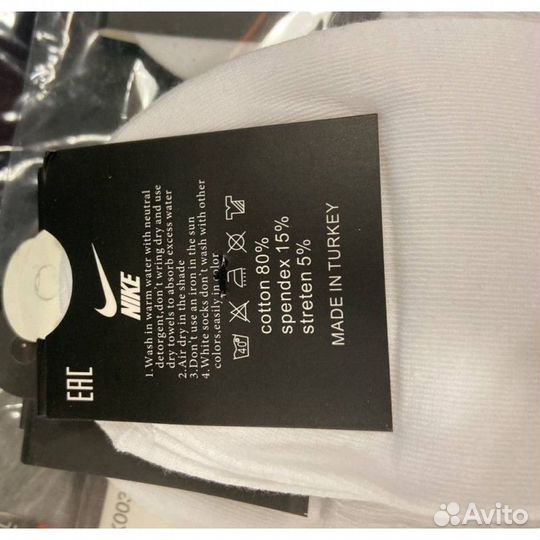 EAC
NIKE
1.Wash in warm water with neutral
detergent,don't wring dry and use
dry towels to absorb excess water
2.Air dry in the shade
3.Don't use an iron in the sun
4.White socks don't wash with other
colors,easily in color
40°
cotton 80%
spendex 15%
streten 5%
MADE IN TURKEY
X003
Avito